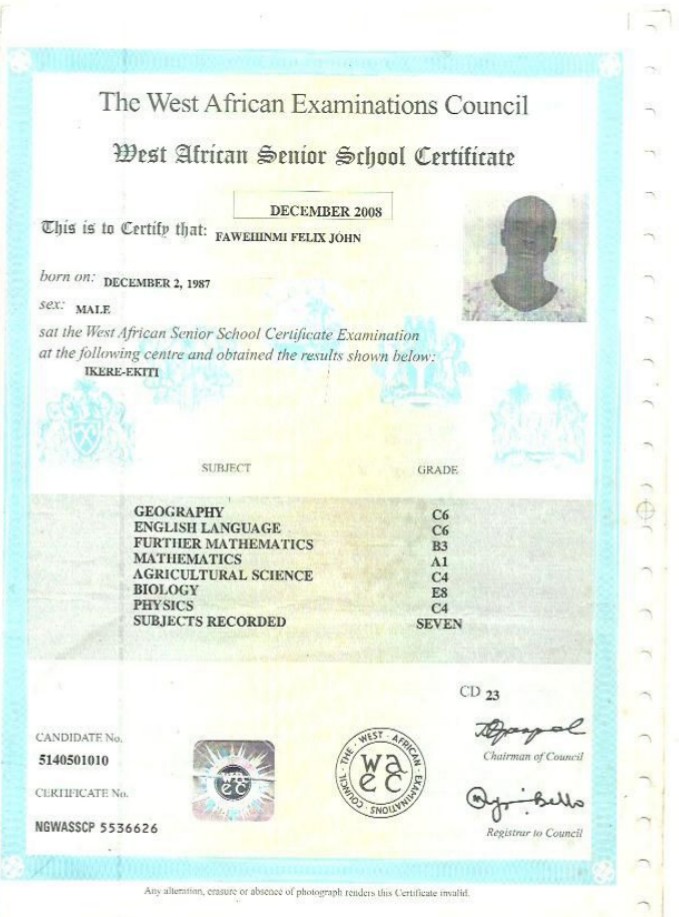 The West African Examinations Council
West African Senior School Certificate
DECEMBER 2008
This is to Certify that: FAWEHINMI FELIX JOHN
born on: DECEMBER 2, 1987
sex: MALE
sat the West African Senior School Certificate Examination
at the following centre and obtained the results shown below:
IKERE-EKITI
SUBJECT GRADE
GEOGRAPHY C6
ENGLISH LANGUAGE C6
FURTHER MATHEMATICS B3
MATHEMATICS A1
AGRICULTURAL SCIENCE C4
BIOLOGY E8
PHYSICS C4
SUBJECTS RECORDED SEVEN
CD 23
Chairman of Council
CANDIDATE No.
5140501010
CERTIFICATE No.
NGWASSCP 5536626
waec
THE WEST AFRICAN EXAMINATIONS COUNCIL
waec
Bello
Registrar to Council
Any alteration, erasure or absence of photograph renders this Certificate invalid.